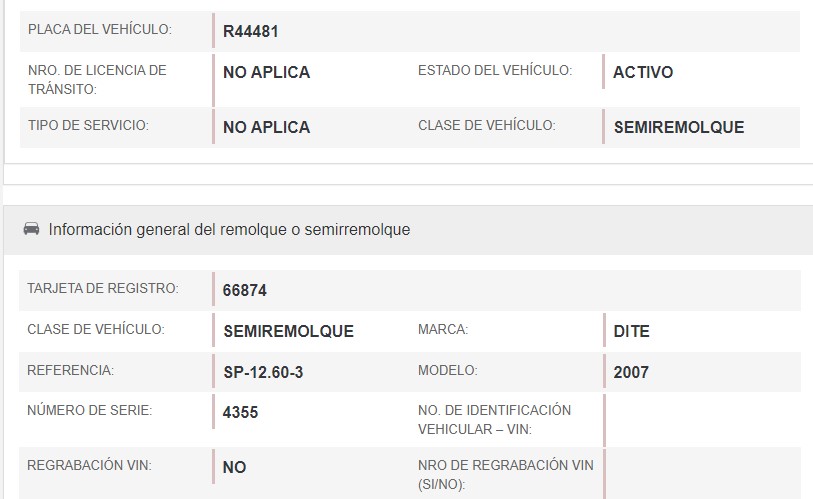 PLACA DEL VEHÍCULO: R44481
NRO. DE LICENCIA DE TRÁNSITO: NO APLICA ESTADO DEL VEHÍCULO: ACTIVO
TIPO DE SERVICIO: NO APLICA CLASE DE VEHÍCULO: SEMIREMOLQUE
Información general del remolque o semirremolque
TARJETA DE REGISTRO: 66874
CLASE DE VEHÍCULO: SEMIREMOLQUE MARCA: DITE
REFERENCIA: SP-12.60-3 MODELO: 2007
NÚMERO DE SERIE: 4355 NO. DE IDENTIFICACIÓN VEHICULAR – VIN:
REGRABACIÓN VIN: NO NRO DE REGRABACIÓN VIN (SI/NO):